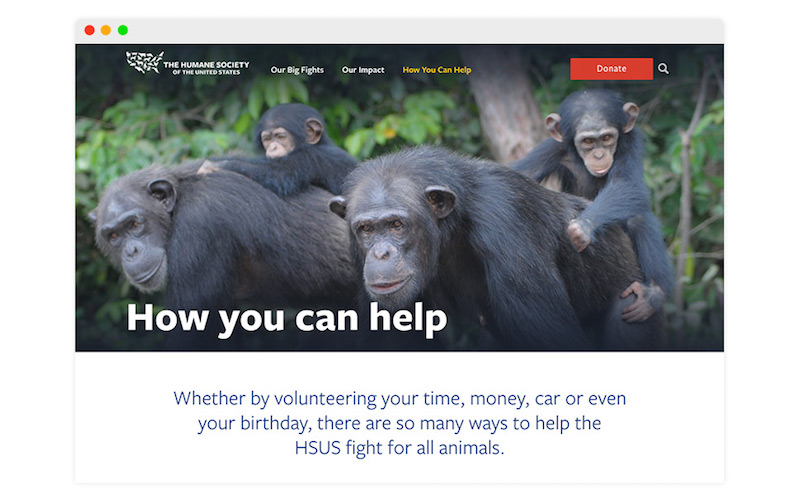 THE HUMANE SOCIETY
OF THE UNITED STATES
Our Big Fights
Our Impact
How You Can Help
Donate
How you can help
Whether by volunteering your time, money, car or even
your birthday, there are so many ways to help the
HSUS fight for all animals.